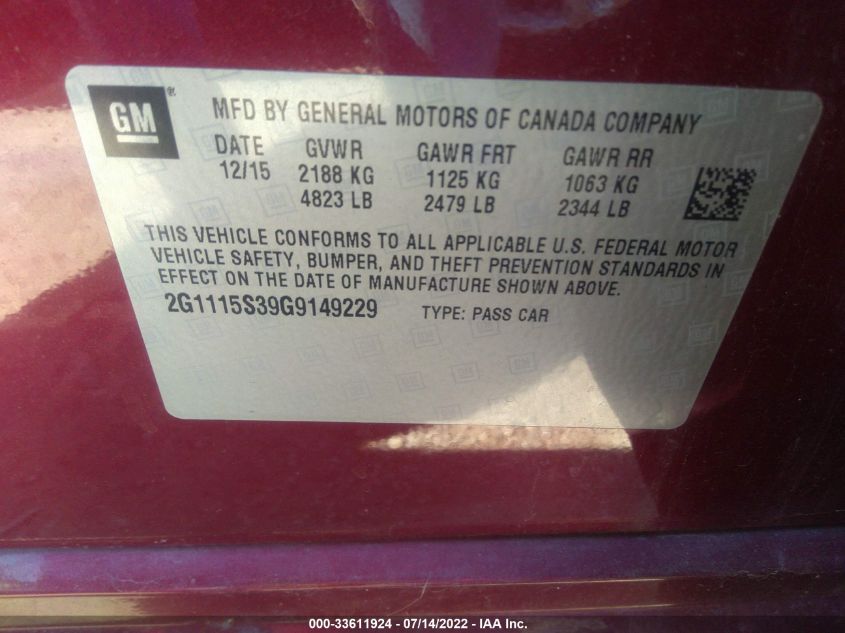 GM®
MFD BY GENERAL MOTORS OF CANADA COMPANY
DATE GVWR GAWR FRT GAWR RR
12/15 2188 KG 1125 KG 1063 KG
4823 LB 2479 LB 2344 LB
THIS VEHICLE CONFORMS TO ALL APPLICABLE U.S. FEDERAL MOTOR
VEHICLE SAFETY, BUMPER, AND THEFT PREVENTION STANDARDS IN
EFFECT ON THE DATE OF MANUFACTURE SHOWN ABOVE.
2G1115S39G9149229 TYPE: PASS CAR
000-33611924 - 07/14/2022 - IAA Inc.